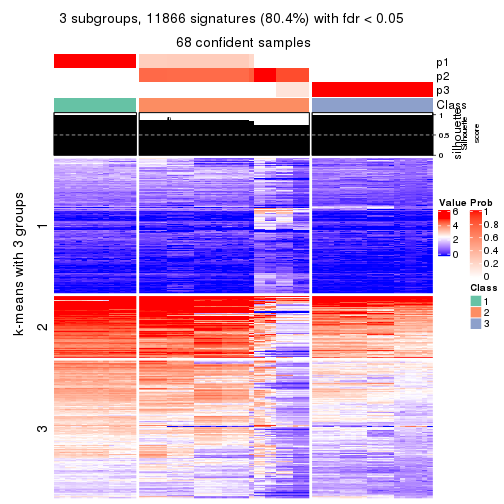 3 subgroups, 11866 signatures (80.4%) with fdr < 0.05
68 confident samples
p1
p2
p3
Class
1
0.5
0
silhouette
Silhouette
score
k-means with 3 groups
1
2
3
Value
6
4
2
0
Prob
1
0.8
0.6
0.4
0.2
0
Class
1
2
3